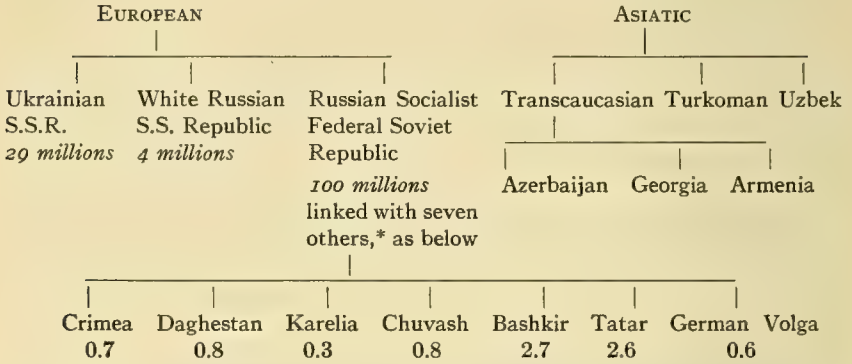 EUROPEAN ASIATIC
Ukrainian White Russian Russian Socialist Transcaucasian Turkoman Uzbek
S.S.R. S.S. Republic Federal Soviet
29 millions 4 millions Republic
100 millions Azerbaijan Georgia Armenia
linked with seven
others,* as below
Crimea Daghestan Karelia Chuvash Bashkir Tatar German Volga
0.7 0.8 0.3 0.8 2.7 2.6 0.6